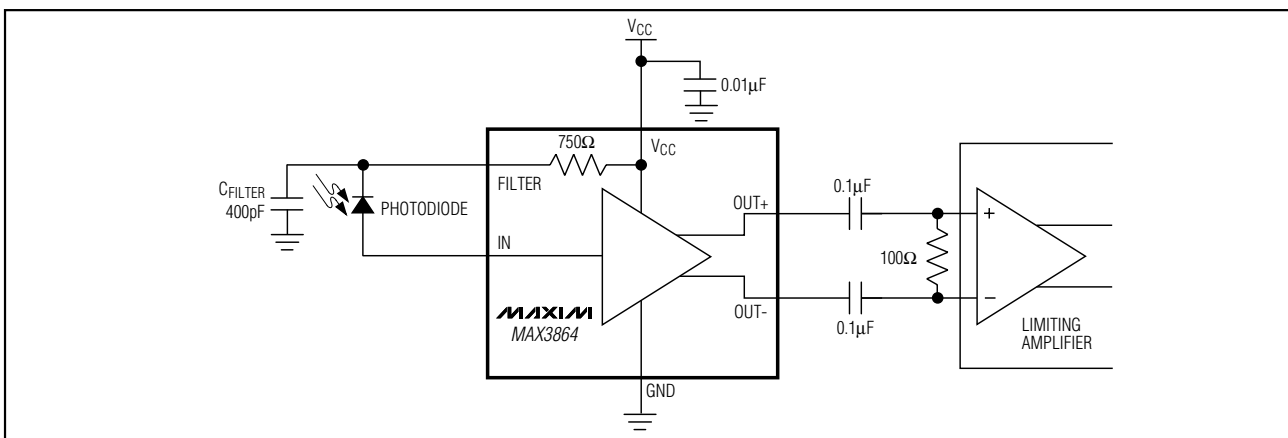 VCC
0.01µF
750Ω
VCC
FILTER
CFILTER
400pF
PHOTODIODE
IN
OUT+
0.1µF
+
100Ω
−
OUT-
0.1µF
MAXIM
MAX3864
LIMITING
AMPLIFIER
GND